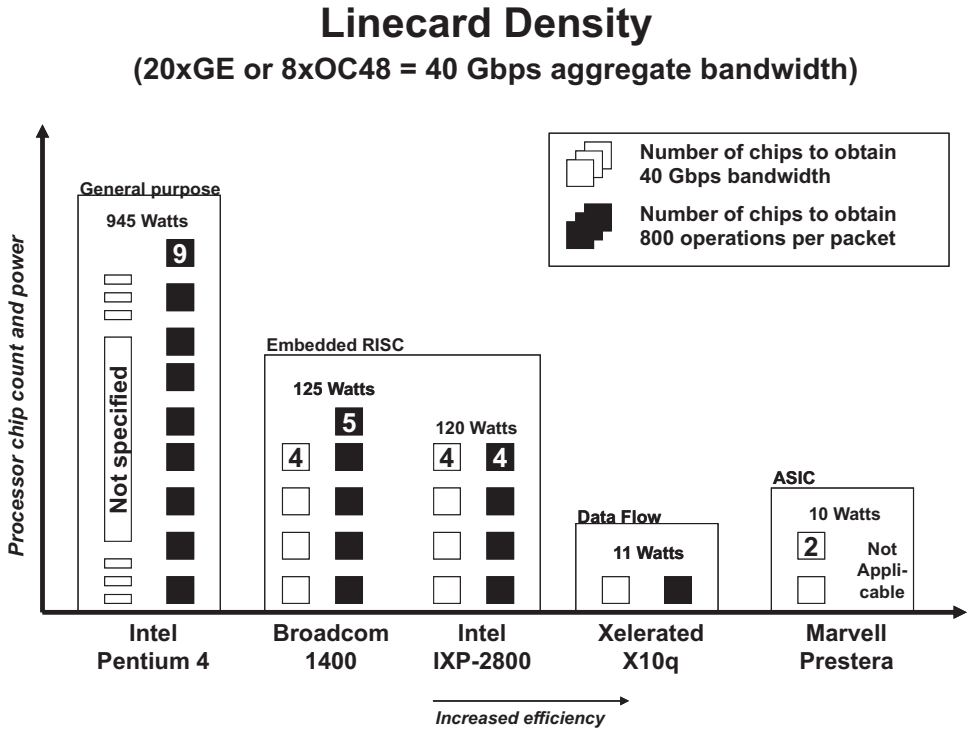 Linecard Density
(20xGE or 8xOC48 = 40 Gbps aggregate bandwidth)
Number of chips to obtain
40 Gbps bandwidth
Number of chips to obtain
800 operations per packet
Processor chip count and power
General purpose
945 Watts
9
Not specified
Embedded RISC
125 Watts
5
4
120 Watts
4
4
Data Flow
11 Watts
ASIC
10 Watts
2
Not
Appli-
cable
Intel
Pentium 4
Broadcom
1400
Intel
IXP-2800
Xelerated
X10q
Marvell
Prestera
Increased efficiency